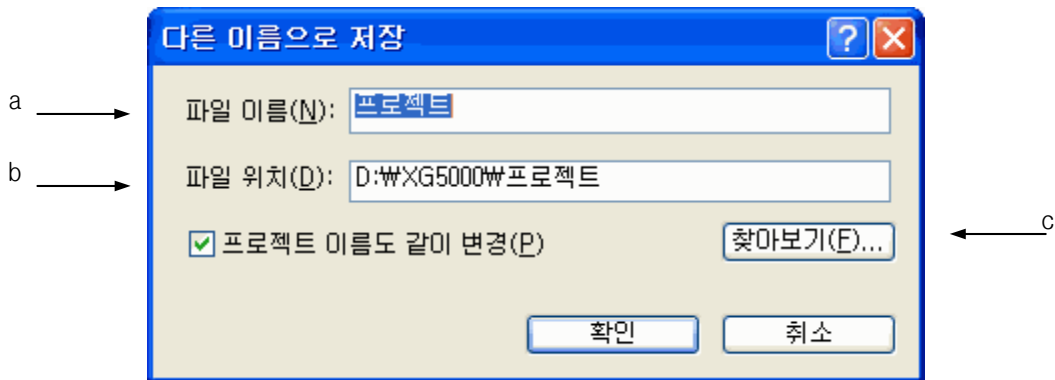 다른 이름으로 저장
a
파일 이름(N): 프로젝트
b
파일 위치(D): D:₩XG5000₩프로젝트
c
프로젝트 이름도 같이 변경(P) 찾아보기(F)...
확인 취소